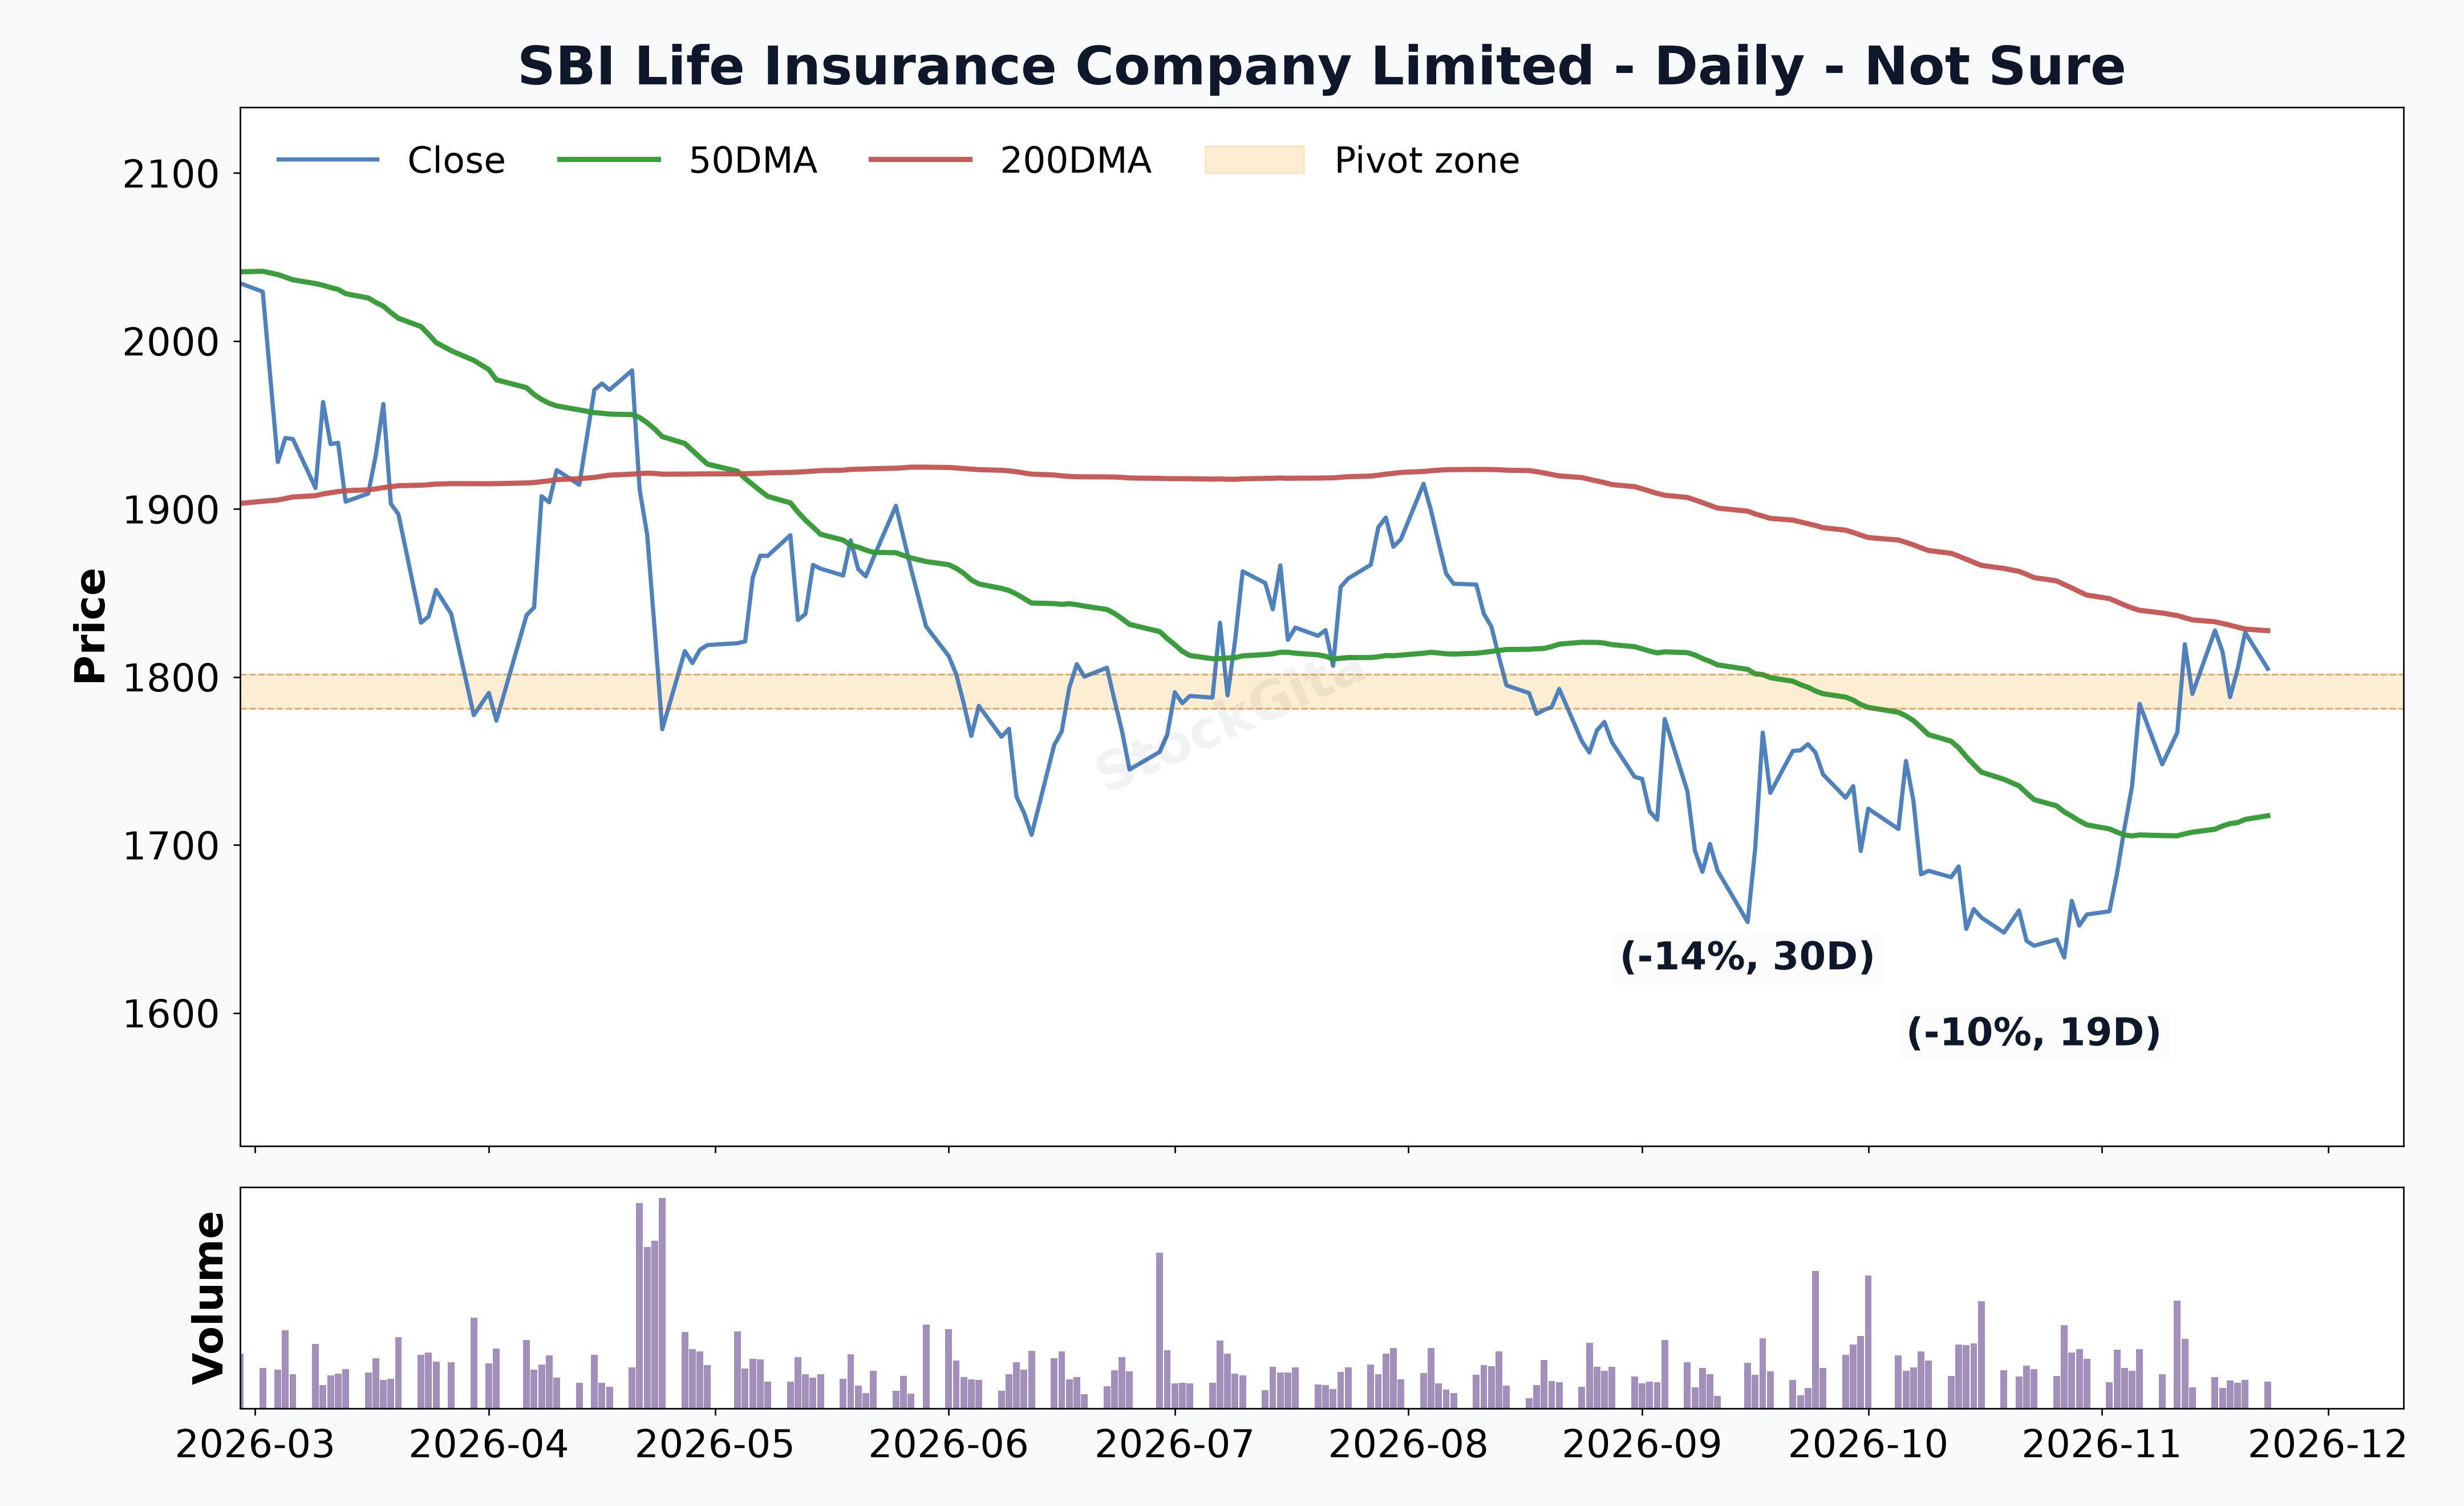 SBI Life Insurance Company Limited - Daily - Not Sure
Close 50DMA 200DMA Pivot zone
2100
2000
1900
1800
1700
1600
Price
StockGita
(-14%, 30D)
(-10%, 19D)
Volume
2026-03 2026-04 2026-05 2026-06 2026-07 2026-08 2026-09 2026-10 2026-11 2026-12